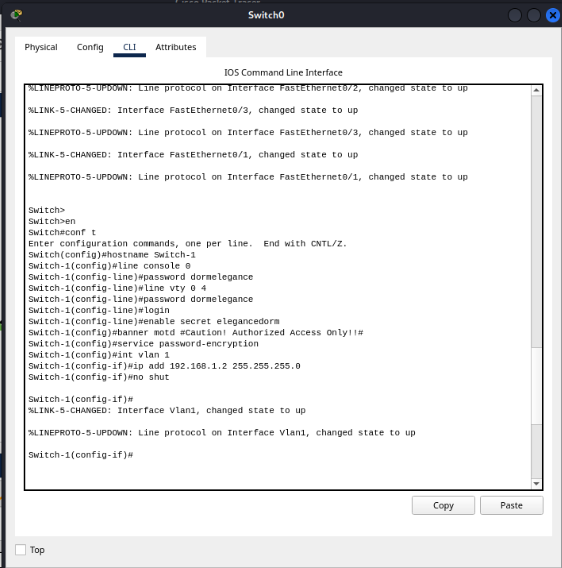 Switch0
Physical Config CLI Attributes
IOS Command Line Interface
%LINEPROTO-5-UPDOWN: Line protocol on Interface FastEthernet0/2, changed state to up
%LINK-5-CHANGED: Interface FastEthernet0/3, changed state to up
%LINEPROTO-5-UPDOWN: Line protocol on Interface FastEthernet0/3, changed state to up
%LINK-5-CHANGED: Interface FastEthernet0/1, changed state to up
%LINEPROTO-5-UPDOWN: Line protocol on Interface FastEthernet0/1, changed state to up
Switch>
Switch>en
Switch#conf t
Enter configuration commands, one per line.  End with CNTL/Z.
Switch(config)#hostname Switch-1
Switch-1(config)#line console 0
Switch-1(config-line)#password dormelegance
Switch-1(config-line)#line vty 0 4
Switch-1(config-line)#password dormelegance
Switch-1(config-line)#login
Switch-1(config-line)#enable secret elegancedorm
Switch-1(config)#banner motd #Caution! Authorized Access Only!!#
Switch-1(config)#service password-encryption
Switch-1(config)#int vlan 1
Switch-1(config-if)#ip add 192.168.1.2 255.255.255.0
Switch-1(config-if)#no shut
Switch-1(config-if)#
%LINK-5-CHANGED: Interface Vlan1, changed state to up
%LINEPROTO-5-UPDOWN: Line protocol on Interface Vlan1, changed state to up
Switch-1(config-if)#
Copy Paste
Top